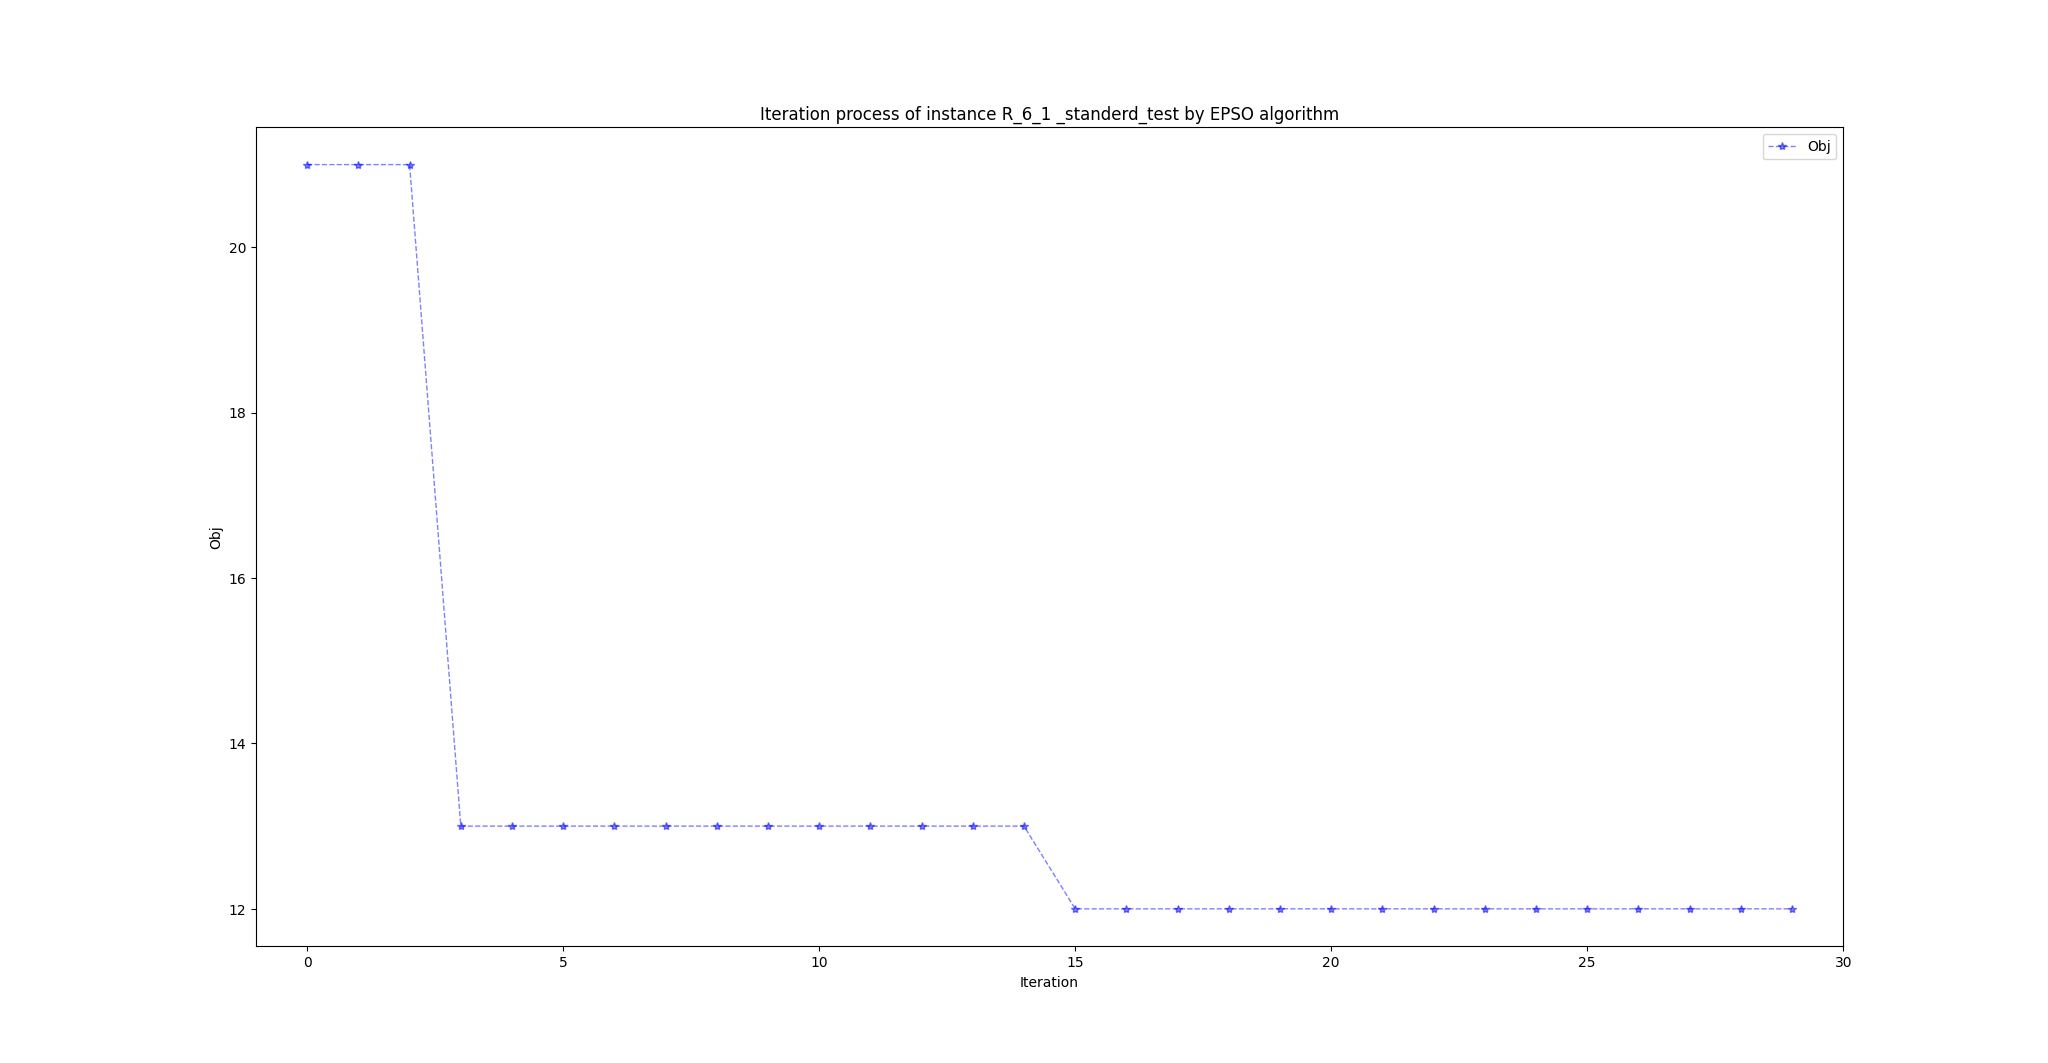 Iteration process of instance R_6_1 _standerd_test by EPSO algorithm
Obj
20
18
16
14
12
Obj
0 5 10 15 20 25 30
Iteration